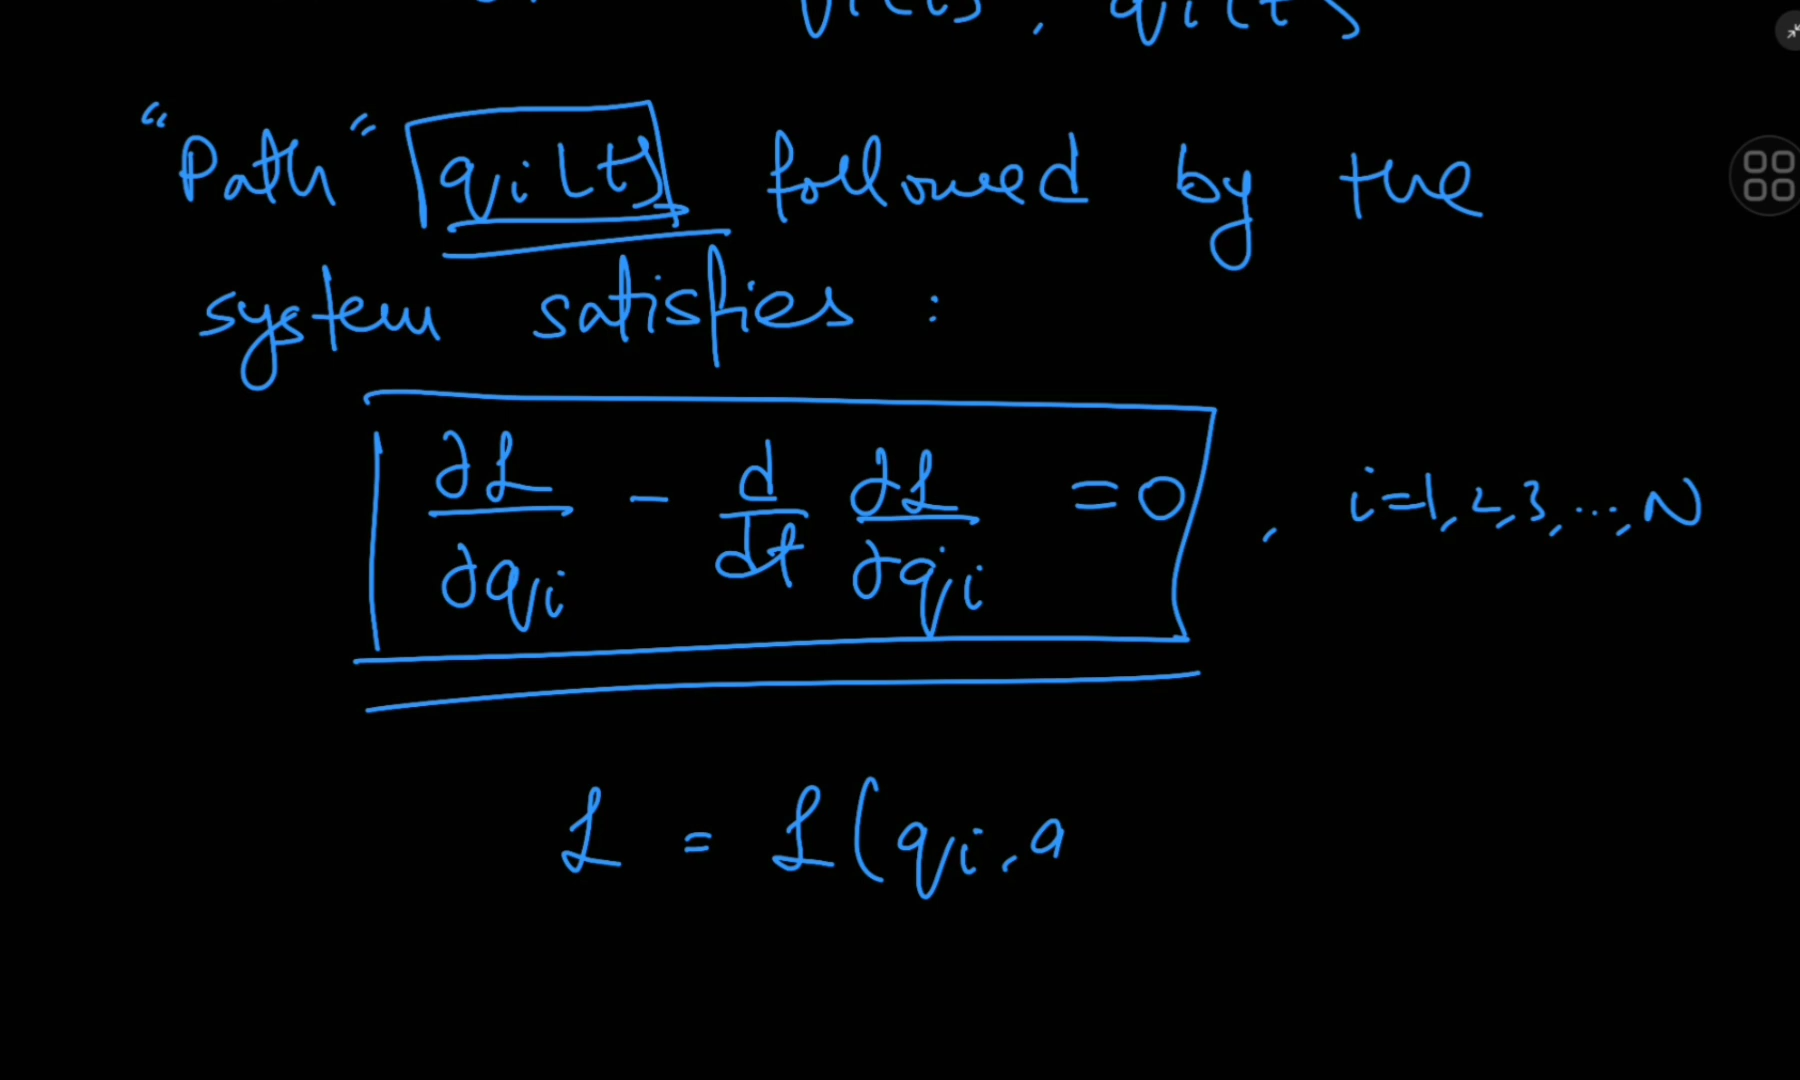 "Path" qi(t) followed by the
system satisfies :
∂L/∂qi - d/dt ∂L/∂q̇i = 0 , i=1,2,3,...,N
L = L(qi, q